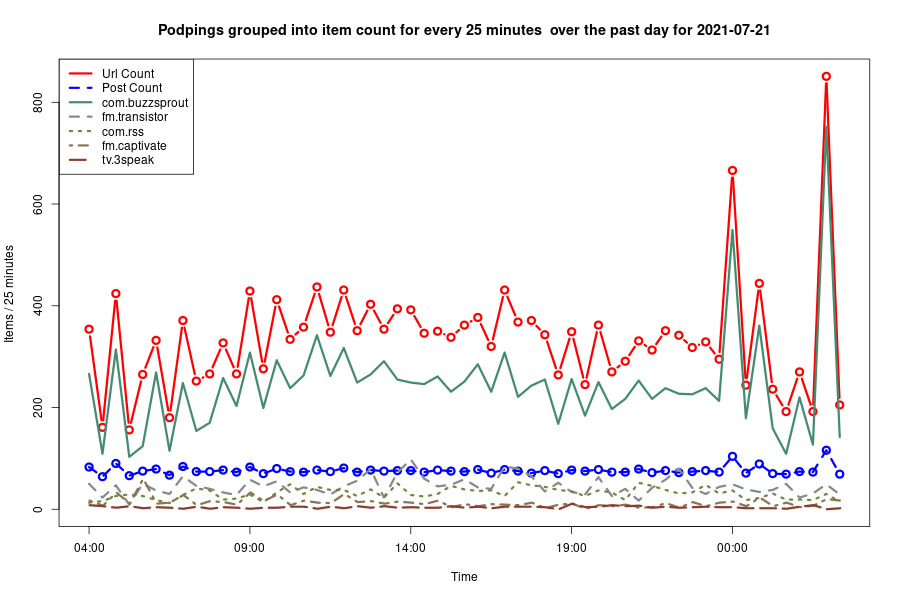 Podpings grouped into item count for every 25 minutes  over the past day for 2021-07-21
Url Count
Post Count
com.buzzsprout
fm.transistor
com.rss
fm.captivate
tv.3speak
Items / 25 minutes
800
600
400
200
0
04:00
09:00
14:00
19:00
00:00
Time